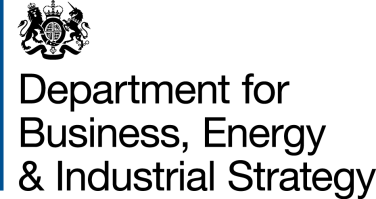 Department for
Business, Energy
& Industrial Strategy